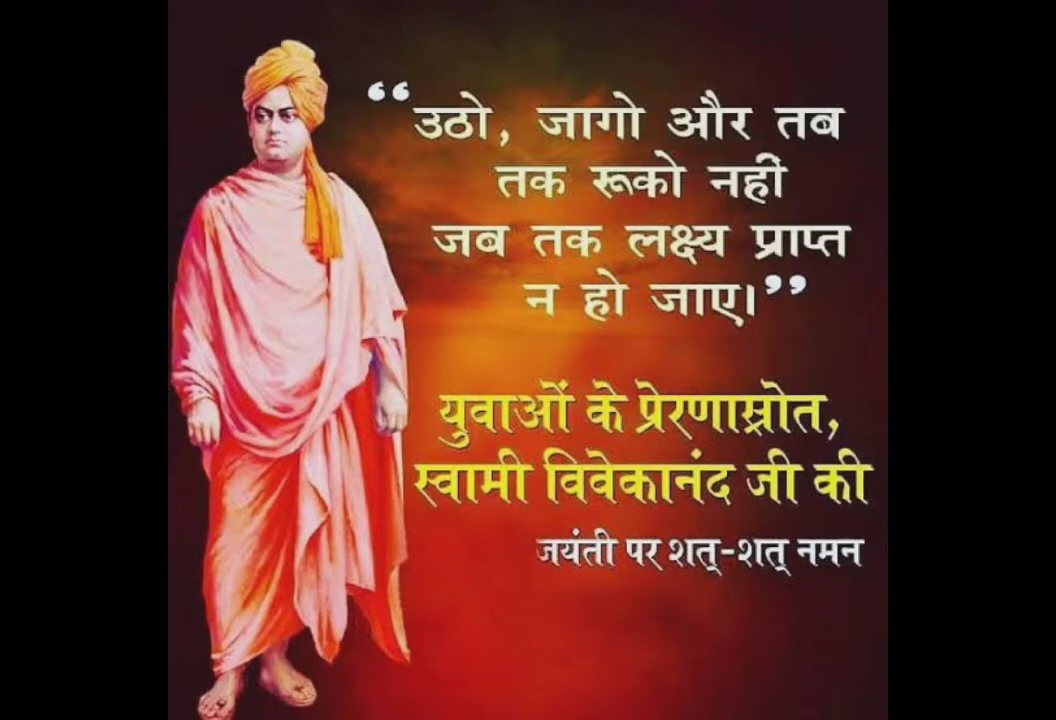 “उठो, जागो और तब
तक रूको नहीं
जब तक लक्ष्य प्राप्त
न हो जाए।”
युवाओं के प्रेरणास्रोत,
स्वामी विवेकानंद जी की
जयंती पर शत्-शत् नमन